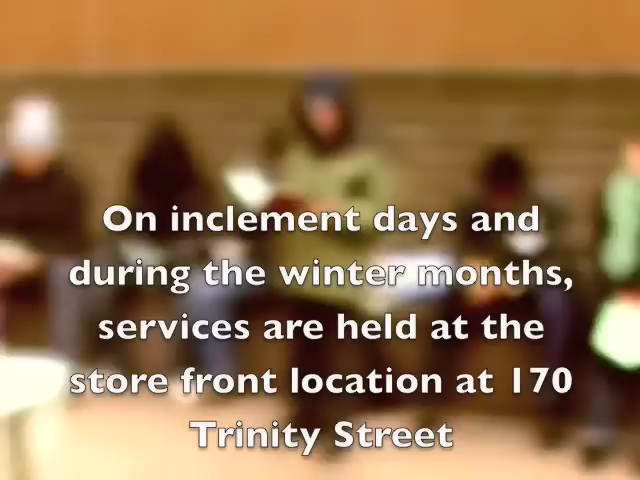 On inclement days and
during the winter months,
services are held at the
store front location at 170
Trinity Street